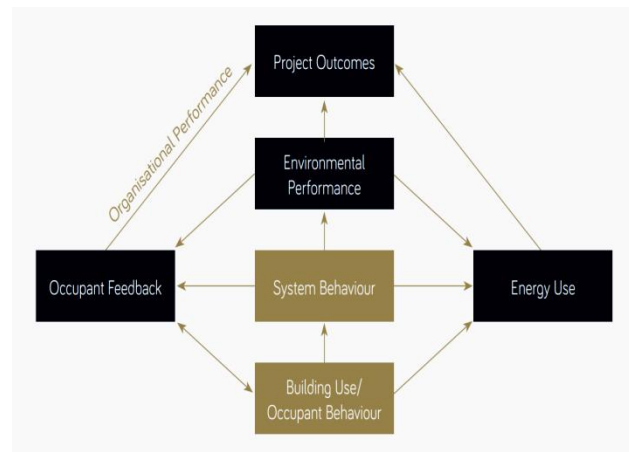 Project Outcomes
Organisational Performance
Environmental
Performance
Occupant Feedback
System Behaviour
Energy Use
Building Use/
Occupant Behaviour